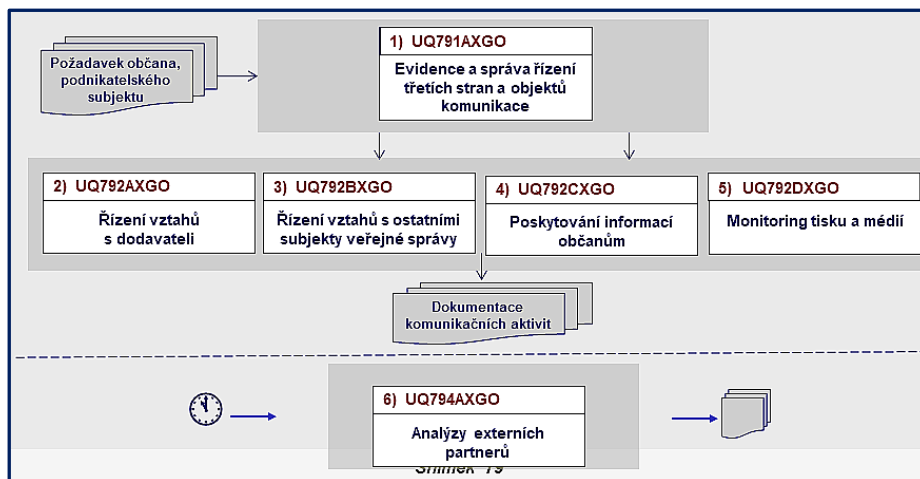 Požadavek občana,
podnikatelského
subjektu
1) UQ791AXGO
Evidence a správa řízení
třetích stran a objektů
komunikace
2) UQ792AXGO
Řízení vztahů
s dodavateli
3) UQ792BXGO
Řízení vztahů s ostatními
subjekty veřejné správy
4) UQ792CXGO
Poskytování informací
občanům
5) UQ792DXGO
Monitoring tisku a médií
Dokumentace
komunikačních aktivit
6) UQ794AXGO
Analýzy externích
partnerů
Snímek 19